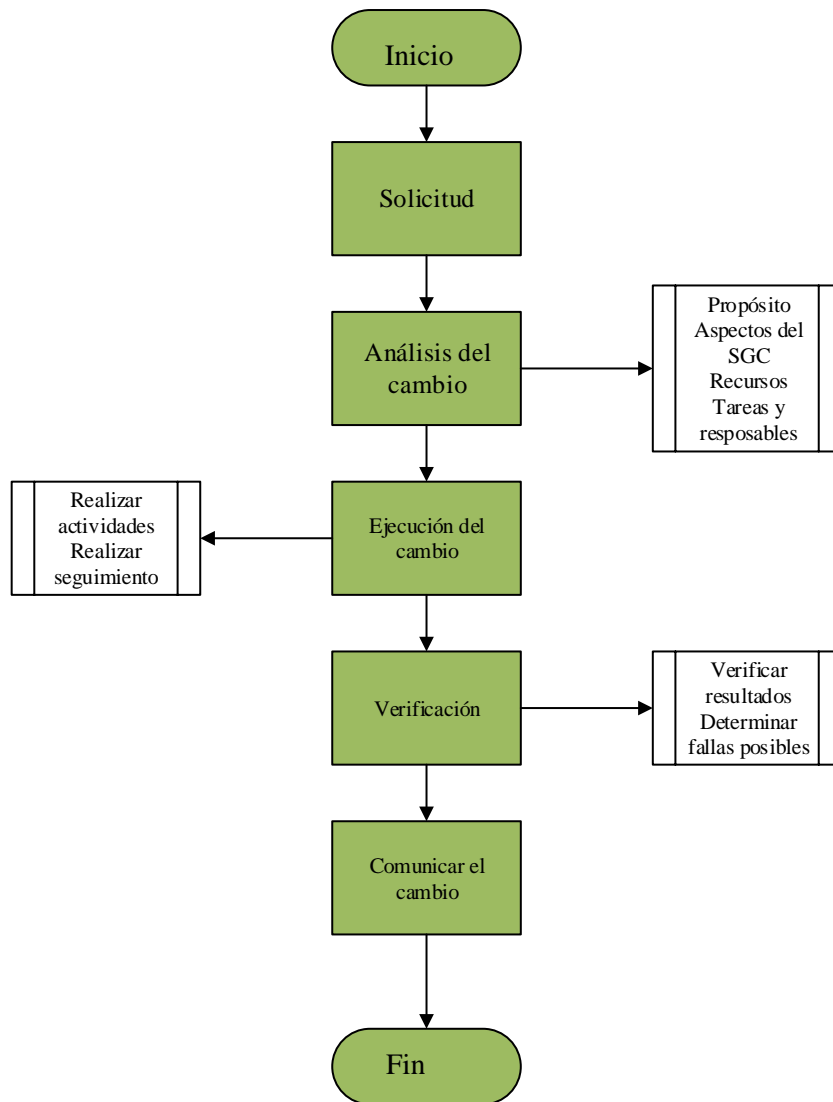 Inicio
Solicitud
Análisis del
cambio
Propósito
Aspectos del
SGC
Recursos
Tareas y
resposables
Ejecución del
cambio
Realizar
actividades
Realizar
seguimiento
Verificación
Verificar
resultados
Determinar
fallas posibles
Comunicar el
cambio
Fin